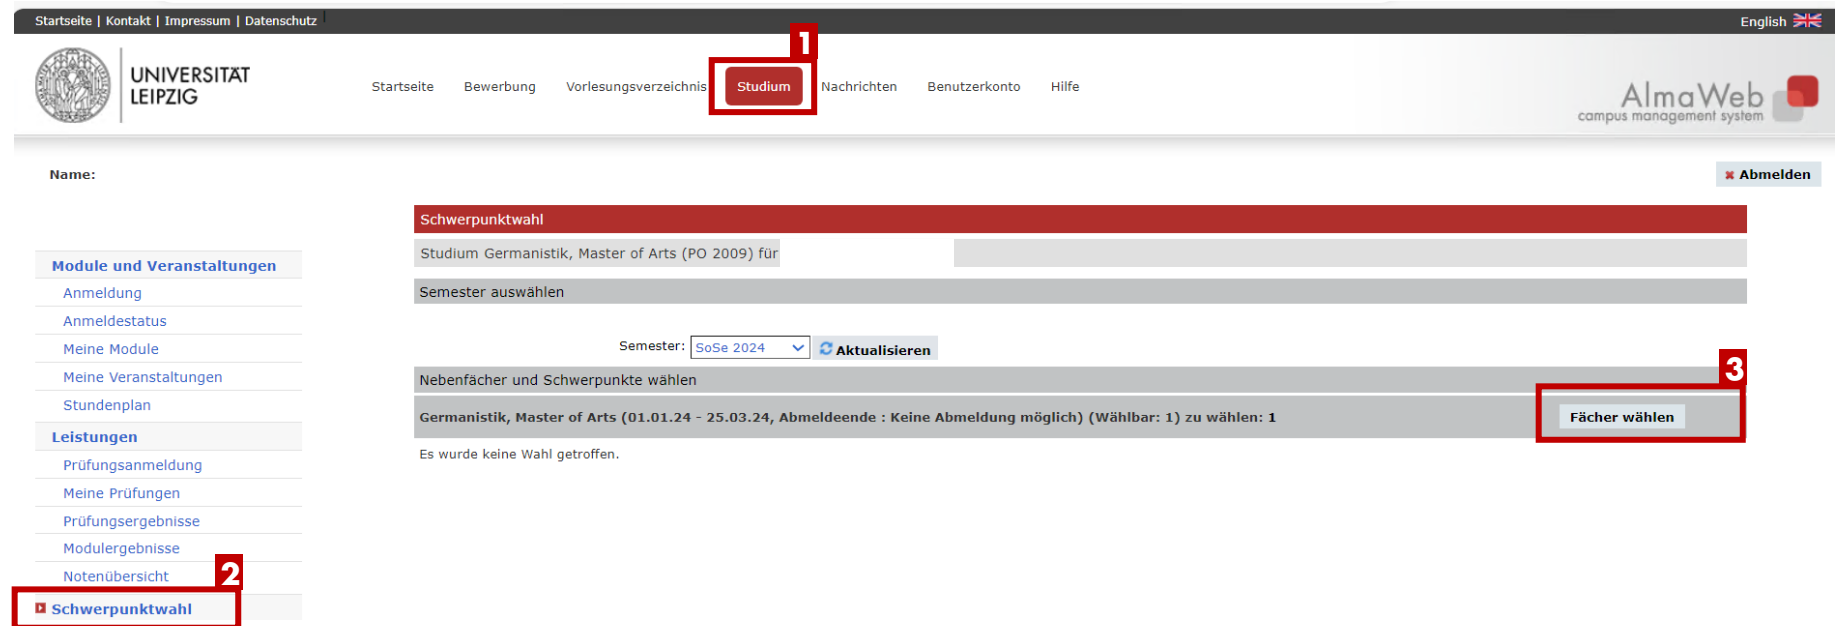 Startseite | Kontakt | Impressum | Datenschutz
English
1
UNIVERSITÄT
LEIPZIG
Startseite Bewerbung Vorlesungsverzeichnis Studium Nachrichten Benutzerkonto Hilfe
AlmaWeb
campus management system
Name:
Abmelden
Schwerpunktwahl
Studium Germanistik, Master of Arts (PO 2009) für
Module und Veranstaltungen
Anmeldung
Anmeldestatus
Meine Module
Meine Veranstaltungen
Stundenplan
Leistungen
Prüfungsanmeldung
Meine Prüfungen
Prüfungsergebnisse
Modulergebnisse
Notenübersicht
2
Schwerpunktwahl
Semester auswählen
Semester: SoSe 2024 Aktualisieren
Nebenfächer und Schwerpunkte wählen
3
Germanistik, Master of Arts (01.01.24 - 25.03.24, Abmeldeende : Keine Abmeldung möglich) (Wählbar: 1) zu wählen: 1
Fächer wählen
Es wurde keine Wahl getroffen.